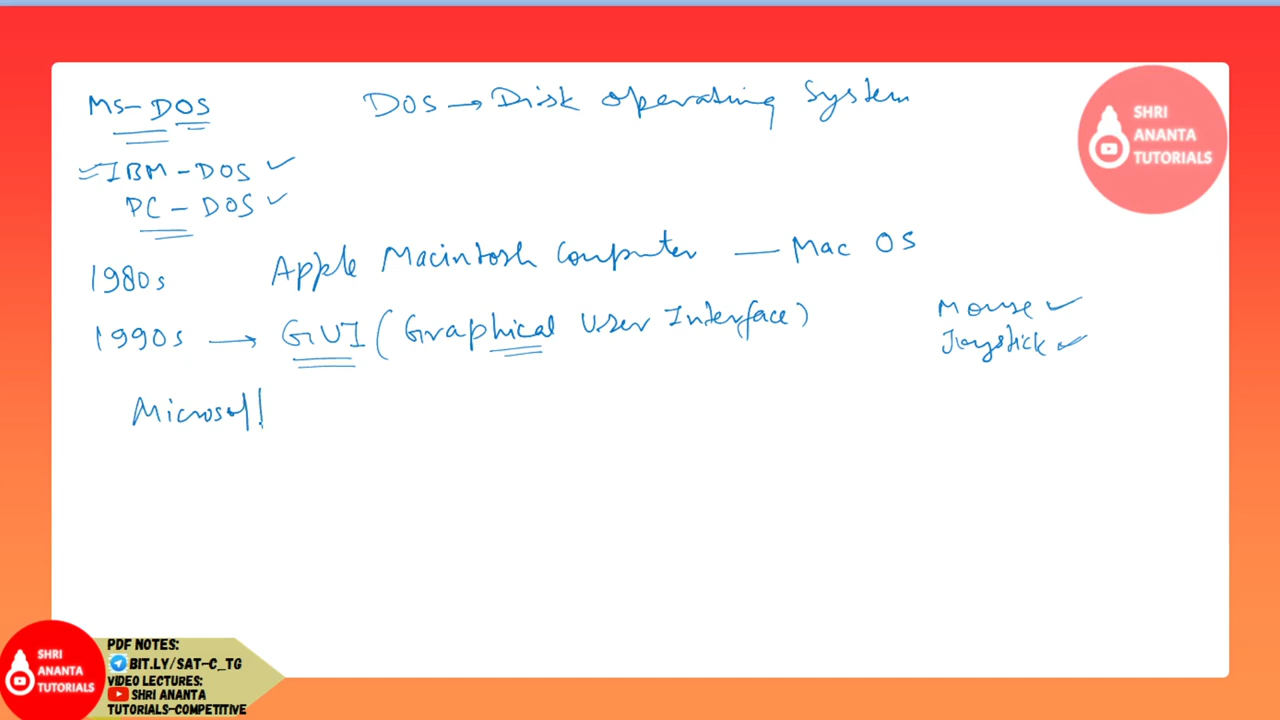 MS-DOS DOS → Disk operating System
IBM-DOS ✓
PC-DOS ✓
1980s Apple Macintosh Computer — Mac OS
1990s → GUI (Graphical User Interface) Mouse ✓
Joystick ✓
Microsoft
SHRI
ANANTA
TUTORIALS
SHRI
ANANTA
TUTORIALS
PDF NOTES:
BIT.LY/SAT-C_TG
VIDEO LECTURES:
SHRI ANANTA
TUTORIALS-COMPETITIVE